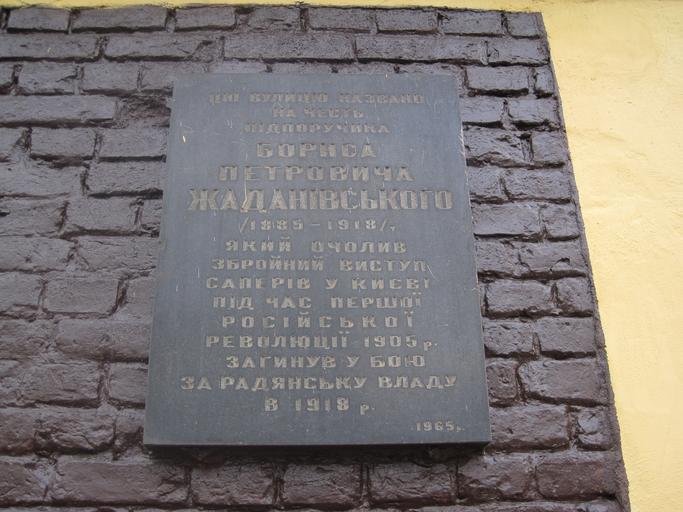 ЦЮ ВУЛИЦЮ НАЗВАНО
НА ЧЕСТЬ
ПІДПОРУЧИКА
БОРИСА
ПЕТРОВИЧА
ЖАДАНІВСЬКОГО
/1885-1918/,
ЯКИЙ ОЧОЛИВ
ЗБРОЙНИЙ ВИСТУП
САПЕРІВ У КИЄВІ
ПІД ЧАС ПЕРШОЇ
РОСІЙСЬКОЇ
РЕВОЛЮЦІЇ 1905 р.
ЗАГИНУВ У БОЮ
ЗА РАДЯНСЬКУ ВЛАДУ
В 1918 р.
1965 р.